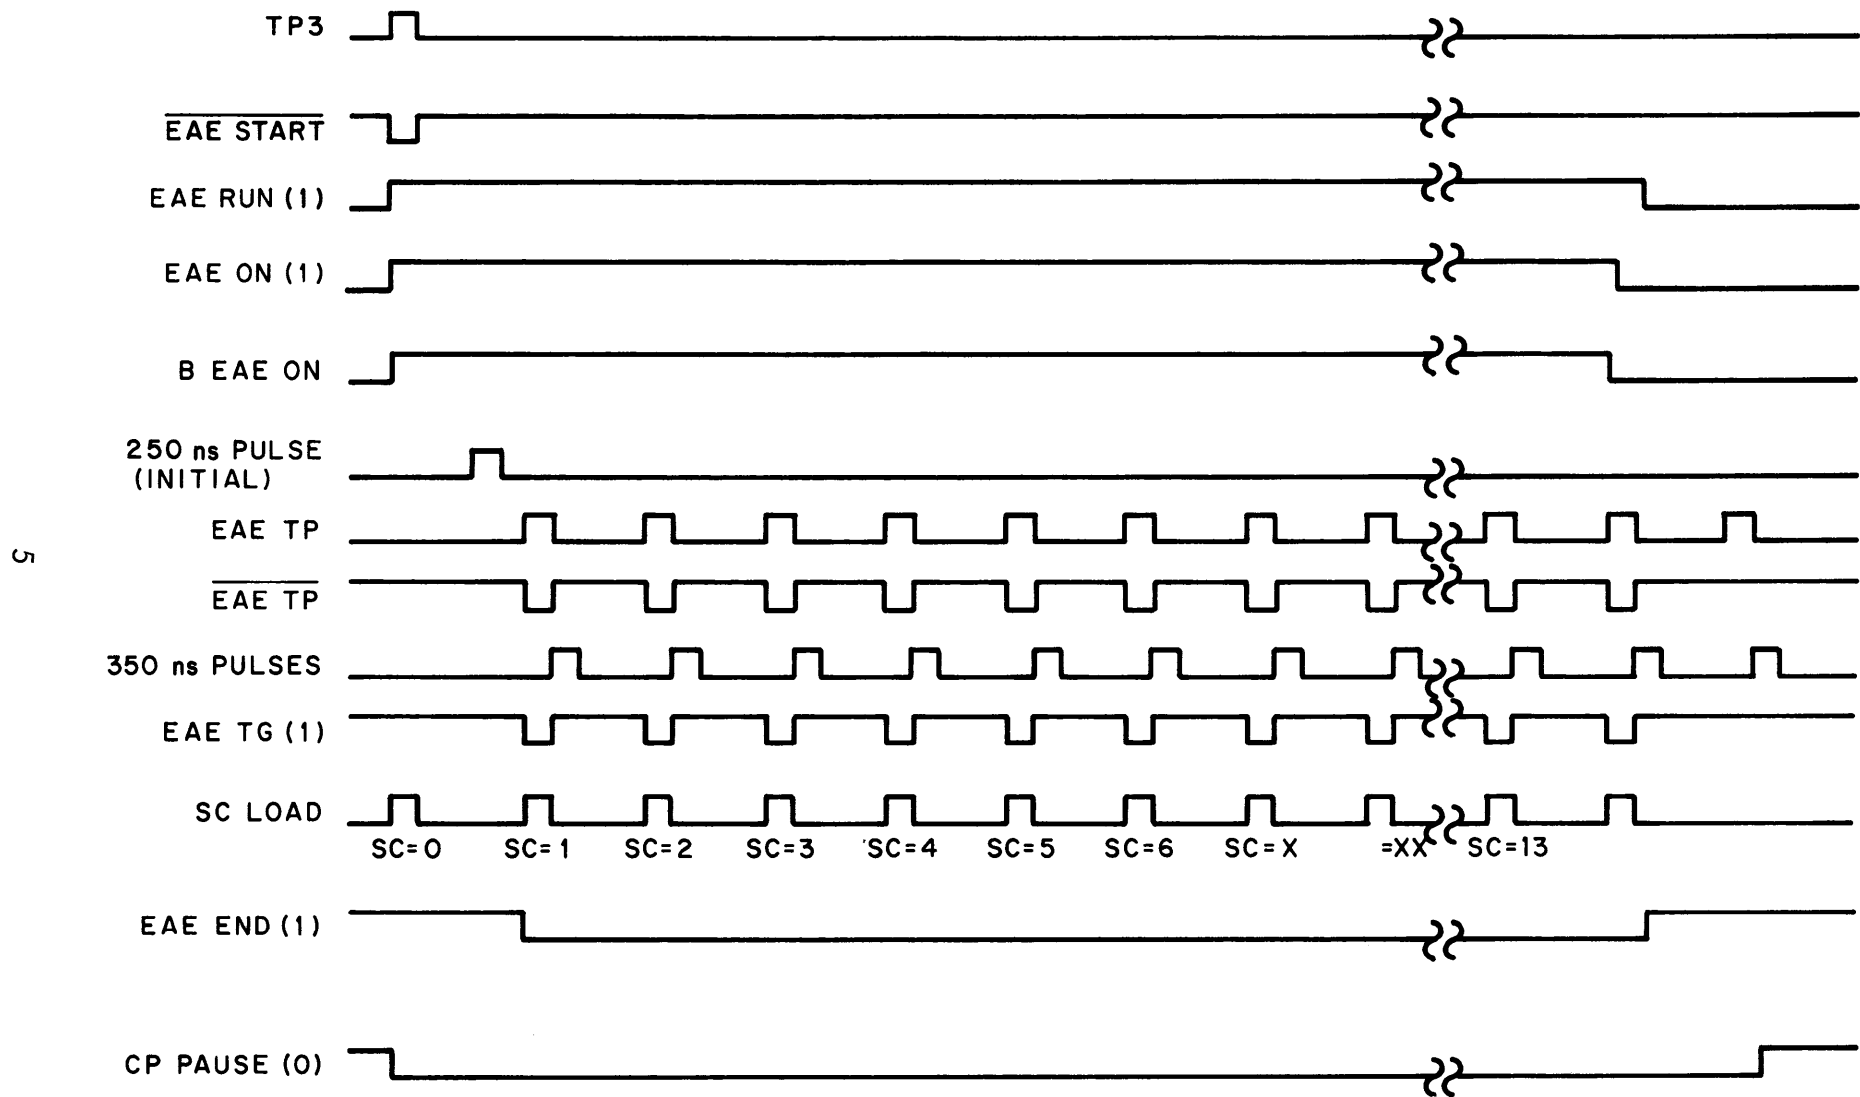 TP3
EAE START
EAE RUN (1)
EAE ON (1)
B EAE ON
250 ns PULSE
(INITIAL)
EAE TP
EAE TP
350 ns PULSES
EAE TG (1)
SC LOAD
SC=0 SC=1 SC=2 SC=3 SC=4 SC=5 SC=6 SC=X =XX SC=13
EAE END (1)
CP PAUSE (0)
5